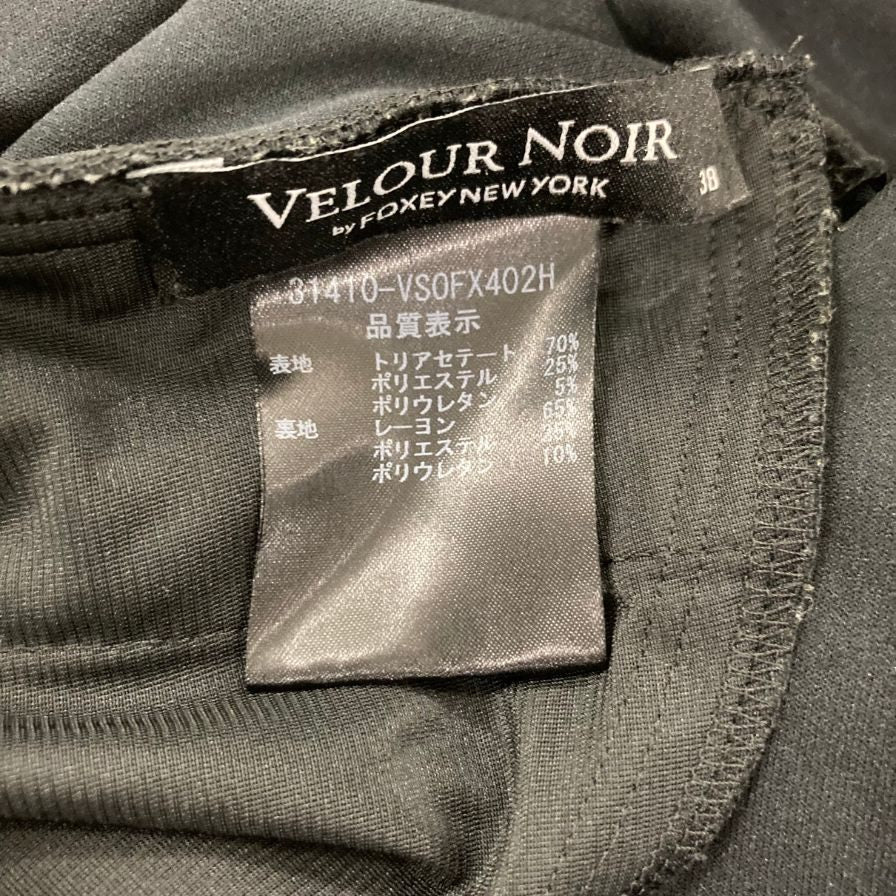 VELOUR NOIR
by FOXEY NEW YORK
38
31410-VSOFX402H
品質表示
表地 トリアセテート 70%
ポリエステル 25%
ポリウレタン 5%
裏地 レーヨン 65%
ポリエステル
ポリウレタン 10%